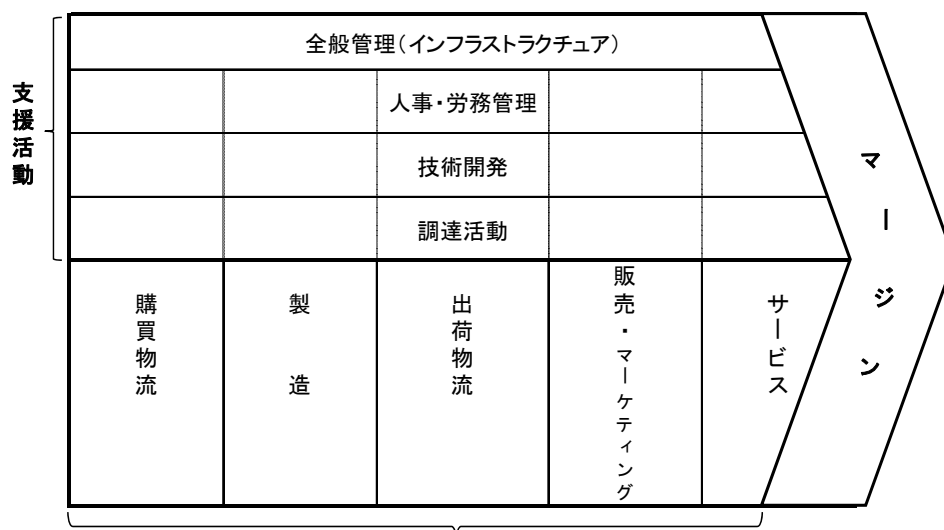 全般管理(インフラストラクチュア)
支援活動
人事・労務管理
技術開発
調達活動
マージン
購買物流
製造
出荷物流
販売・マーケティング
サービス